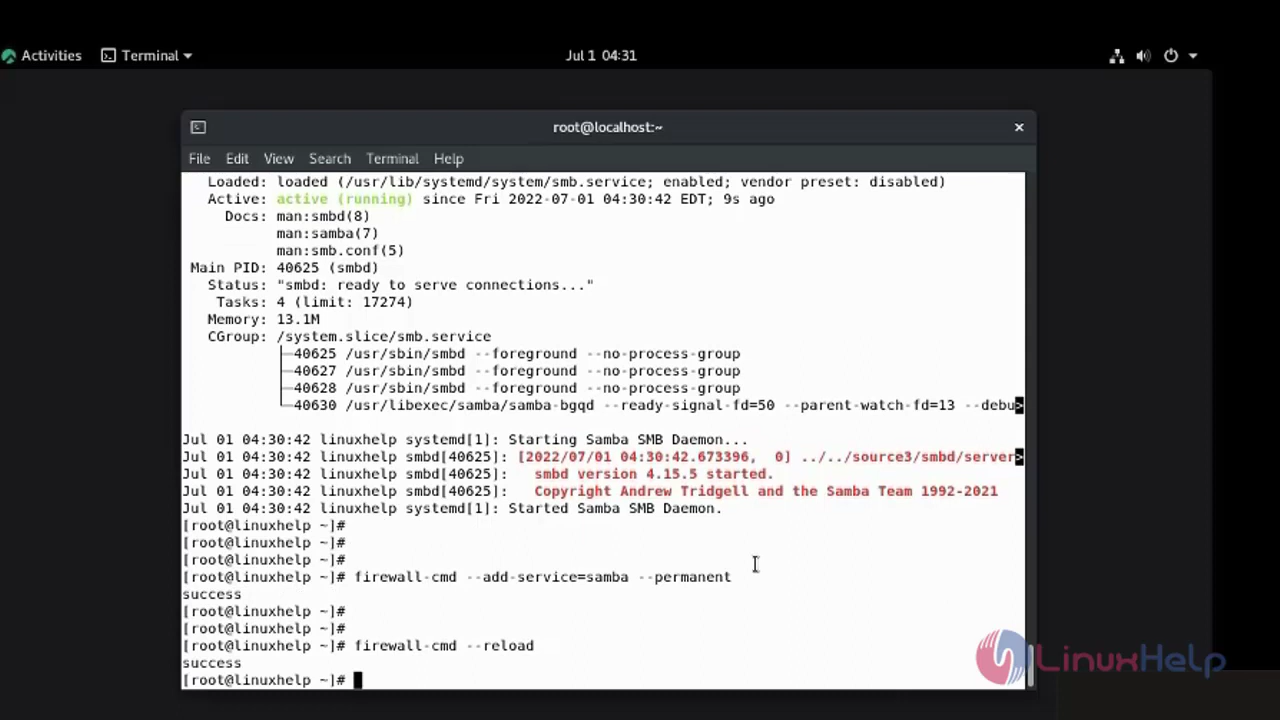 Activities Terminal Jul 1 04:31
root@localhost:~
File Edit View Search Terminal Help
Loaded: loaded (/usr/lib/systemd/system/smb.service; enabled; vendor preset: disabled)
Active: active (running) since Fri 2022-07-01 04:30:42 EDT; 9s ago
Docs: man:smbd(8)
man:samba(7)
man:smb.conf(5)
Main PID: 40625 (smbd)
Status: "smbd: ready to serve connections..."
Tasks: 4 (limit: 17274)
Memory: 13.1M
CGroup: /system.slice/smb.service
├─40625 /usr/sbin/smbd --foreground --no-process-group
├─40627 /usr/sbin/smbd --foreground --no-process-group
├─40628 /usr/sbin/smbd --foreground --no-process-group
└─40630 /usr/libexec/samba/samba-bgqd --ready-signal-fd=50 --parent-watch-fd=13 --debu>
Jul 01 04:30:42 linuxhelp systemd[1]: Starting Samba SMB Daemon...
Jul 01 04:30:42 linuxhelp smbd[40625]: [2022/07/01 04:30:42.673396, 0] ../../source3/smbd/server>
Jul 01 04:30:42 linuxhelp smbd[40625]: smbd version 4.15.5 started.
Jul 01 04:30:42 linuxhelp smbd[40625]: Copyright Andrew Tridgell and the Samba Team 1992-2021
Jul 01 04:30:42 linuxhelp systemd[1]: Started Samba SMB Daemon.
[root@linuxhelp ~]#
[root@linuxhelp ~]#
[root@linuxhelp ~]#
[root@linuxhelp ~]# firewall-cmd --add-service=samba --permanent
success
[root@linuxhelp ~]#
[root@linuxhelp ~]#
[root@linuxhelp ~]# firewall-cmd --reload
success
[root@linuxhelp ~]#
LinuxHelp